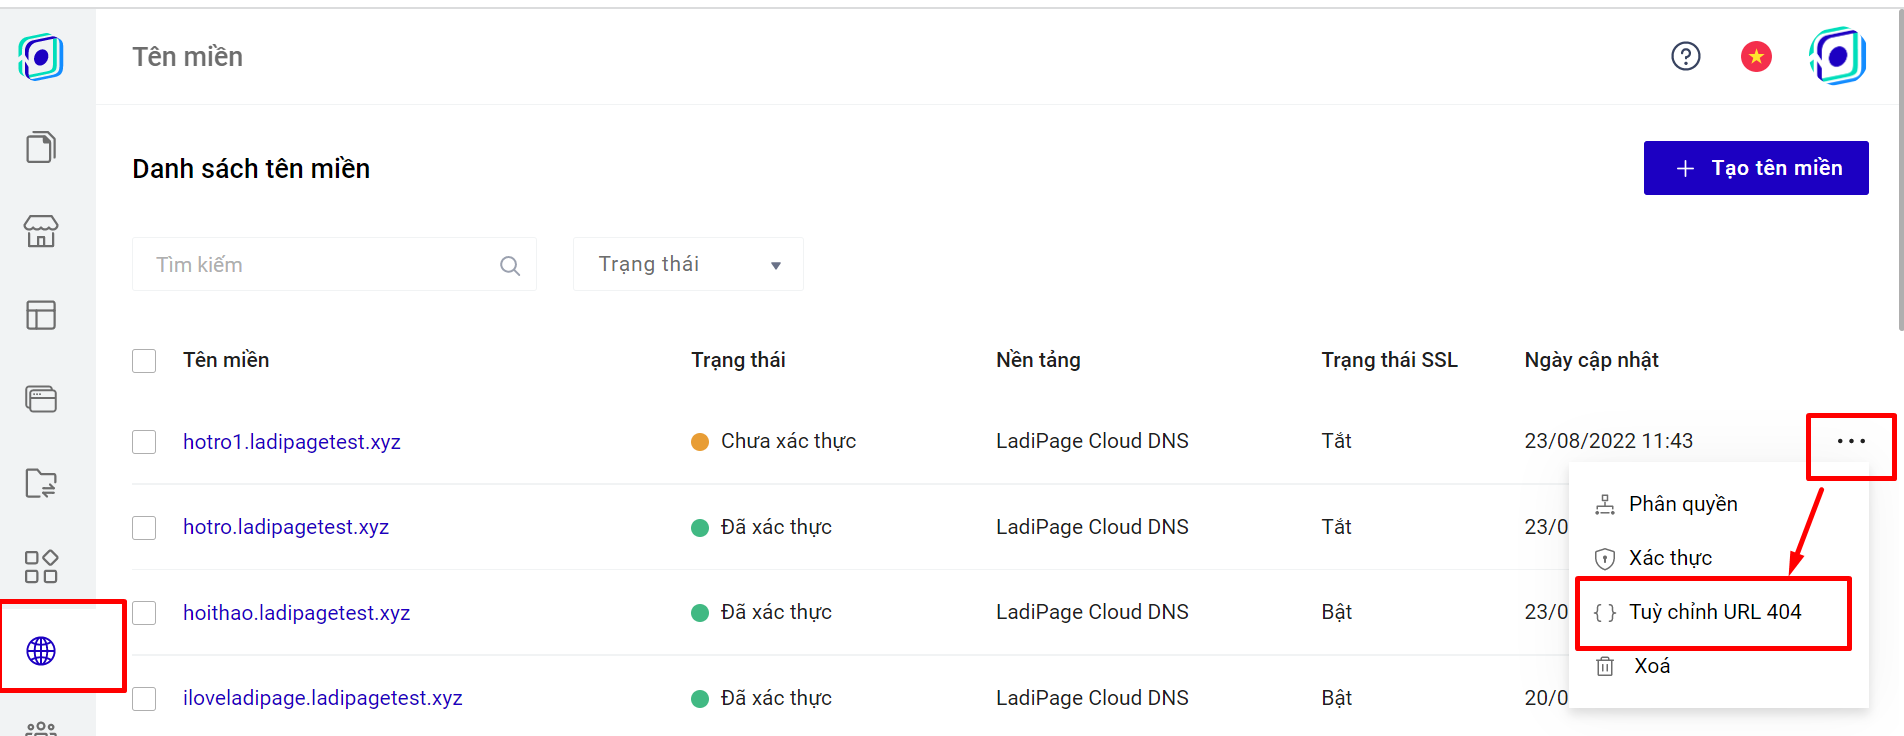 Tên miền
Danh sách tên miền
Tạo tên miền
Tìm kiếm
Trạng thái
Tên miền Trạng thái Nền tảng Trạng thái SSL Ngày cập nhật
hotro1.ladipagetest.xyz Chưa xác thực LadiPage Cloud DNS Tắt 23/08/2022 11:43
Phân quyền
hotro.ladipagetest.xyz Đã xác thực LadiPage Cloud DNS Tắt 23/0
Xác thực
hoithao.ladipagetest.xyz Đã xác thực LadiPage Cloud DNS Bật 23/0
Tuỳ chỉnh URL 404
Xoá
iloveladipage.ladipagetest.xyz Đã xác thực LadiPage Cloud DNS Bật 20/0